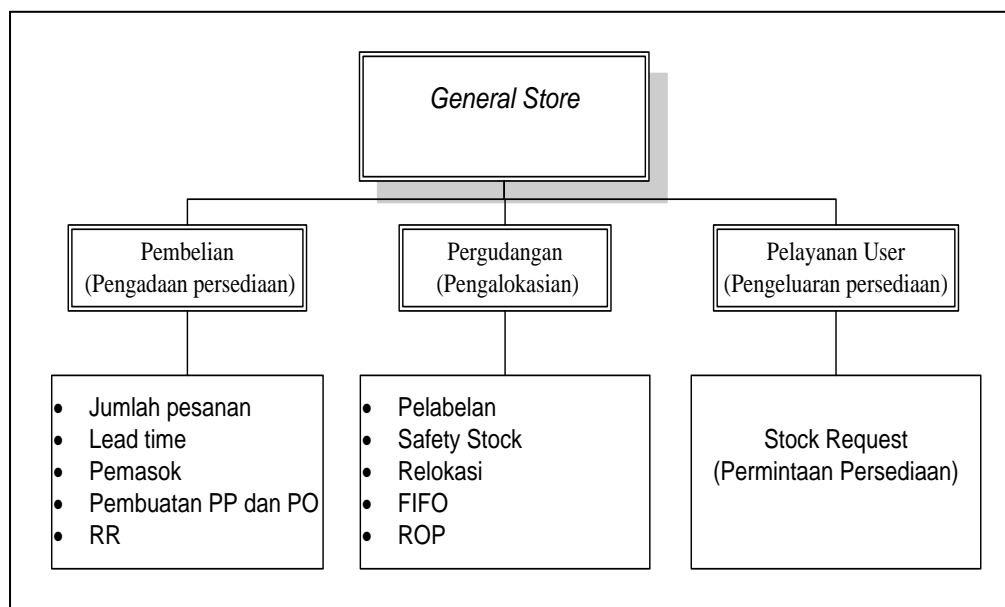 General Store
Pembelian
(Pengadaan persediaan)
Pergudangan
(Pengalokasian)
Pelayanan User
(Pengeluaran persediaan)
• Jumlah pesanan
• Lead time
• Pemasok
• Pembuatan PP dan PO
• RR
• Pelabelan
• Safety Stock
• Relokasi
• FIFO
• ROP
Stock Request
(Permintaan Persediaan)